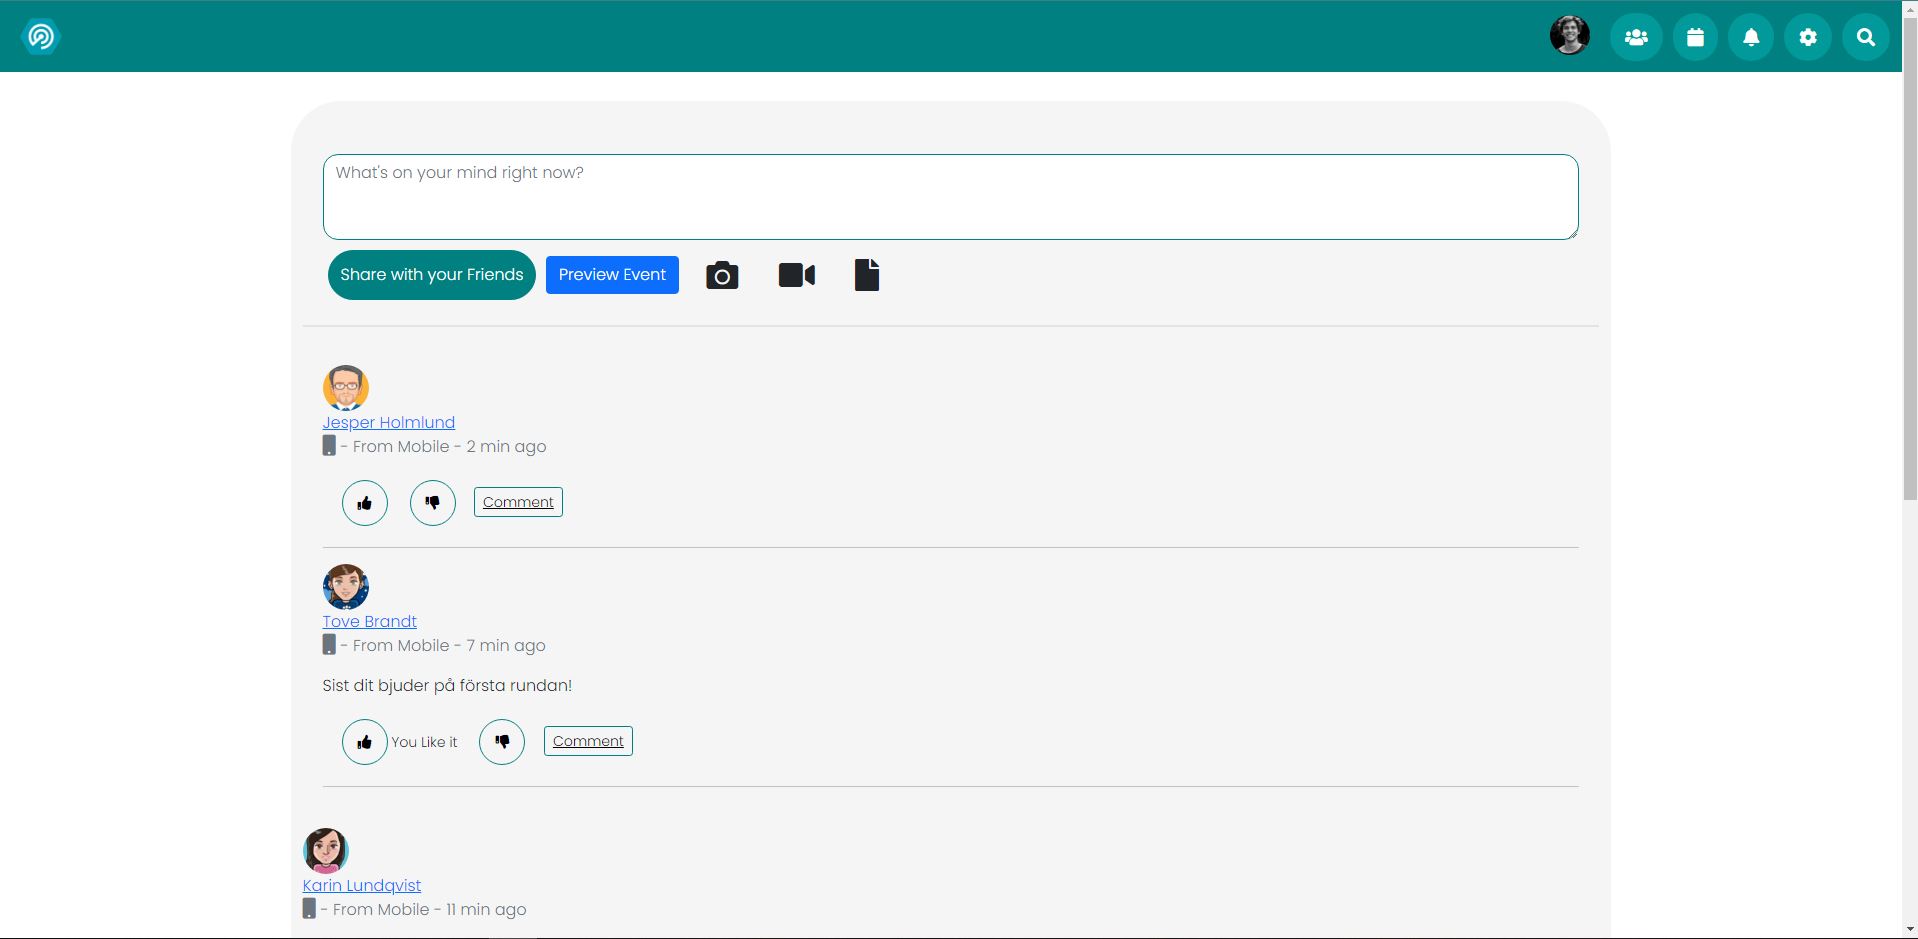 What's on your mind right now?
Share with your Friends Preview Event
Jesper Holmlund
- From Mobile - 2 min ago
Comment
Tove Brandt
- From Mobile - 7 min ago
Sist dit bjuder på första rundan!
You Like it Comment
Karin Lundqvist
- From Mobile - 11 min ago